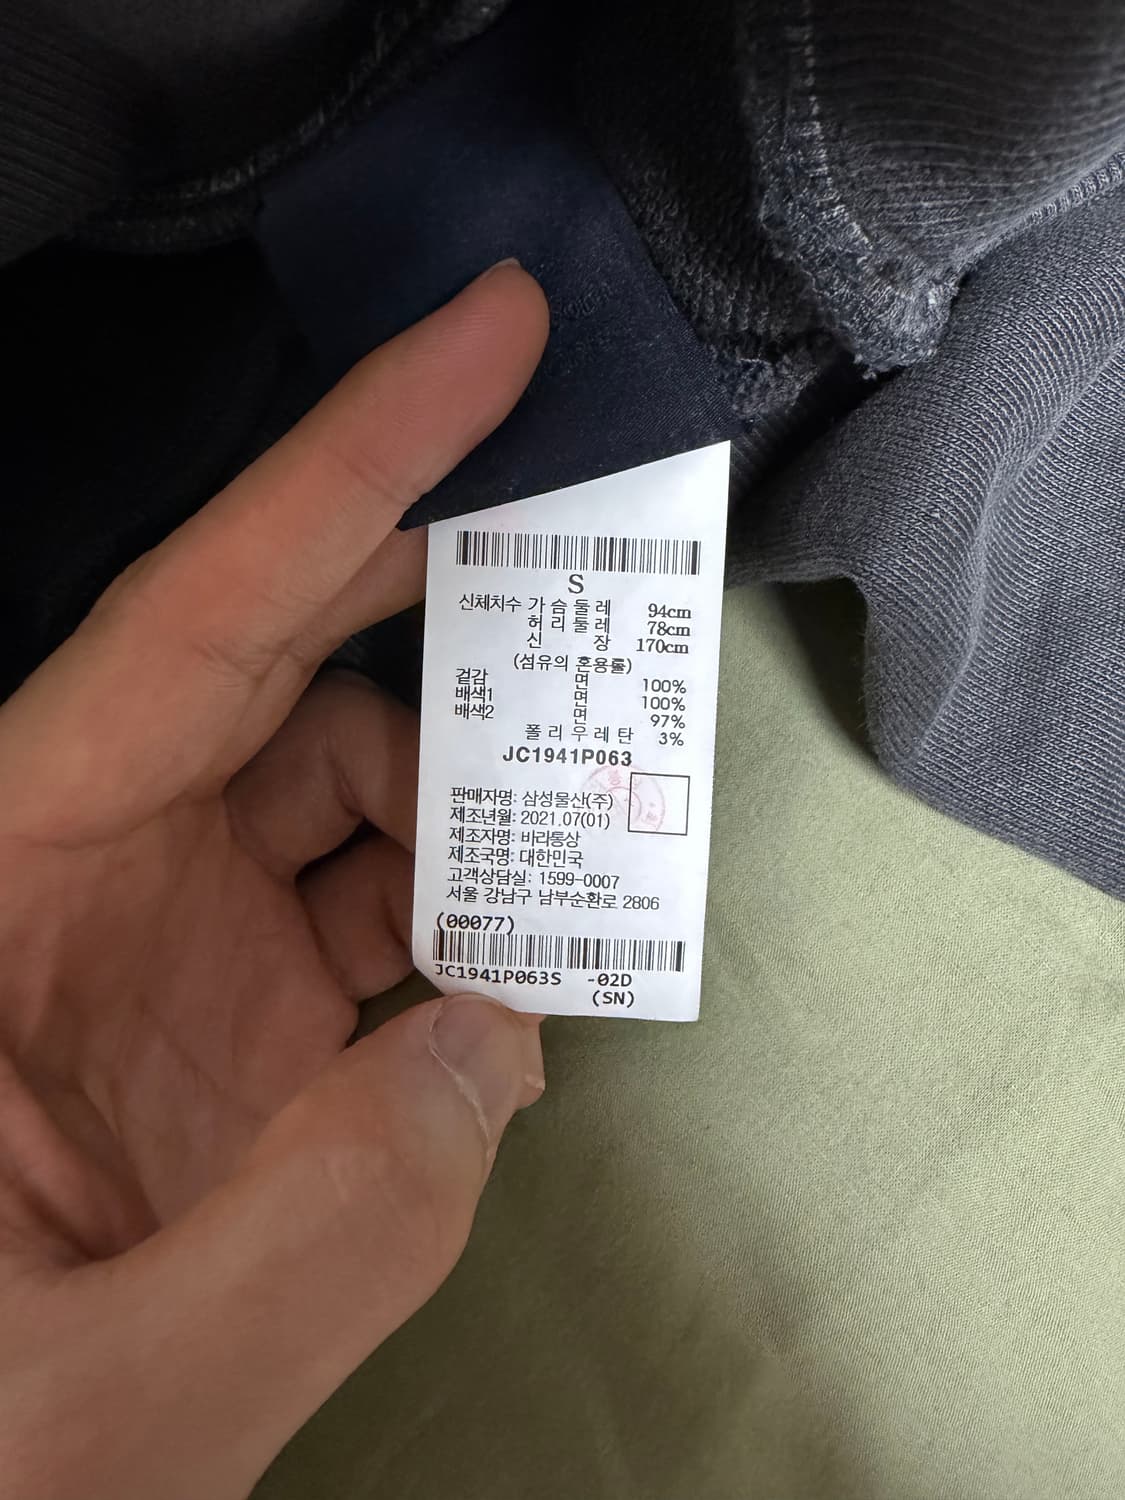 S
신체치수 가슴둘레 94cm
허리둘레 78cm
신장 170cm
(섬유의 혼용률)
겉감 면 100%
배색1 면 100%
배색2 면 97%
폴리우레탄 3%
JC1941P063
판매자명: 삼성물산(주)
제조년월: 2021.07(01)
제조자명: 바라통상
제조국명: 대한민국
고객상담실: 1599-0007
서울 강남구 남부순환로 2806
(00077)
JC1941P063S -02D
(SN)